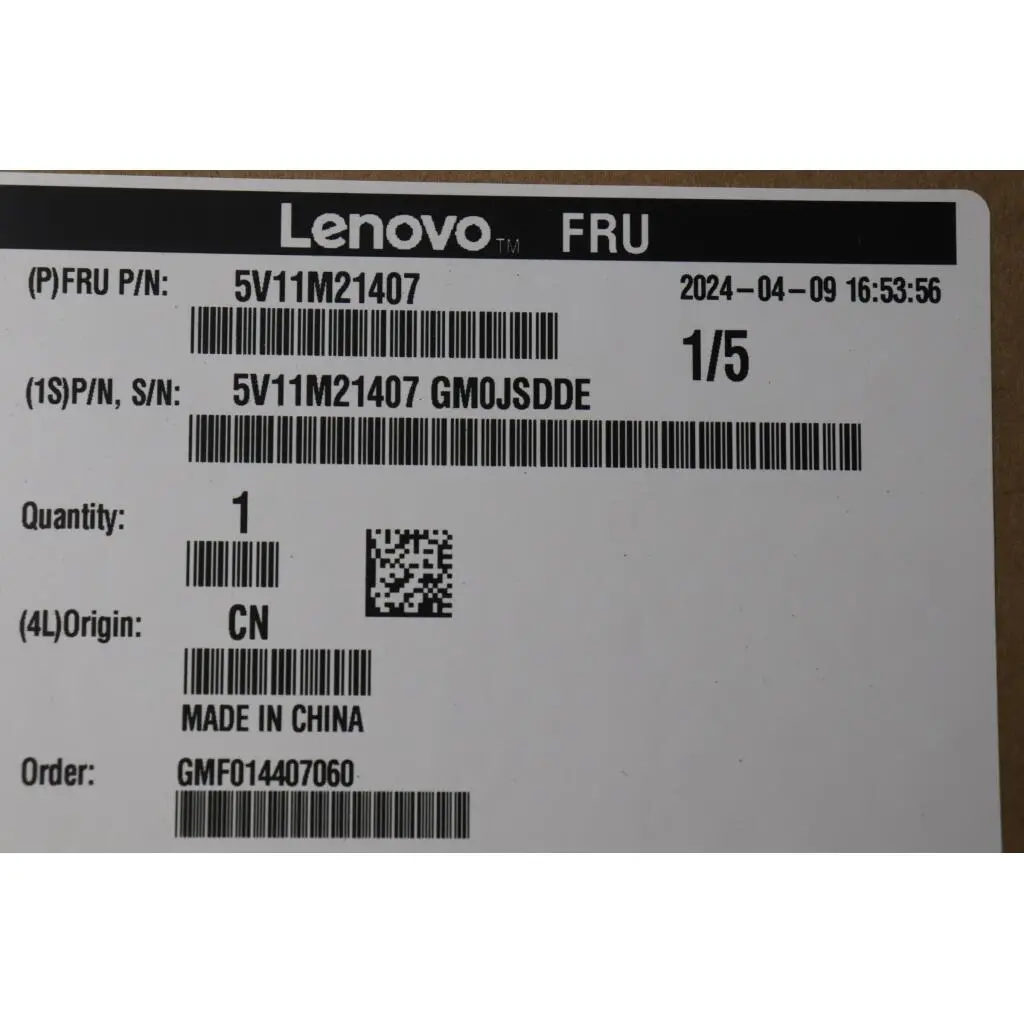 Lenovo™ FRU
(P)FRU P/N: 5V11M21407 2024-04-09 16:53:56
1/5
(1S)P/N, S/N: 5V11M21407 GM0JSDDE
Quantity: 1
(4L)Origin: CN
MADE IN CHINA
Order: GMF014407060